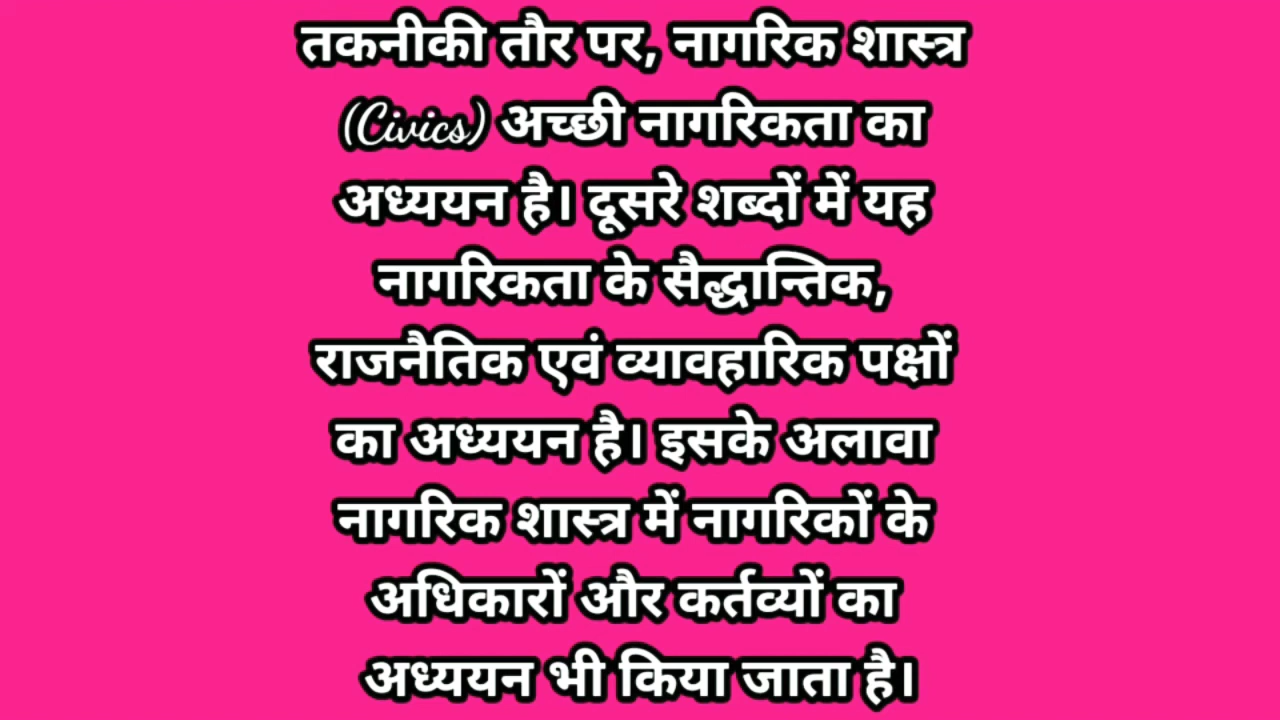 तकनीकी तौर पर, नागरिक शास्त्र
(Civics) अच्छी नागरिकता का
अध्ययन है। दूसरे शब्दों में यह
नागरिकता के सैद्धान्तिक,
राजनैतिक एवं व्यावहारिक पक्षों
का अध्ययन है। इसके अलावा
नागरिक शास्त्र में नागरिकों के
अधिकारों और कर्तव्यों का
अध्ययन भी किया जाता है।